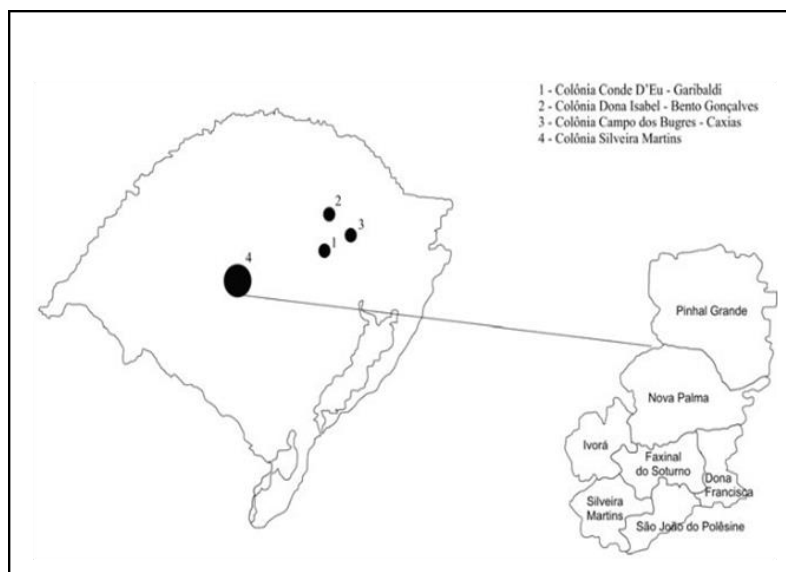 1 - Colônia Conde D'Eu - Garibaldi
2 - Colônia Dona Isabel - Bento Gonçalves
3 - Colônia Campo dos Bugres - Caxias
4 - Colônia Silveira Martins
2
3
1
4
Pinhal Grande
Nova Palma
Ivorá
Faxinal
do Soturno
Dona
Francisca
Silveira
Martins
São João do Polêsine